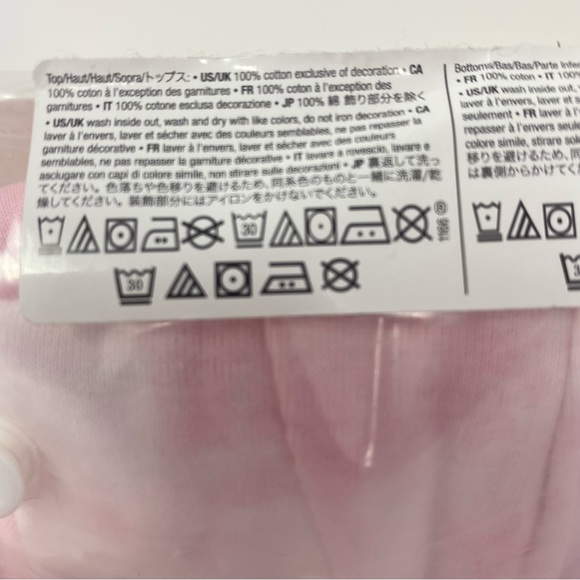 Top/Haut/Haut/Sopra/トップス: • US/UK 100% cotton exclusive of decoration • CA
100% coton à l'exception des garnitures • FR 100% coton à l'exception des
garnitures • IT 100% cotone esclusa decorazione • JP 100% 綿 飾り部分を除く
• US/UK wash inside out, wash and dry with like colors, do not iron decoration • CA
laver à l'envers, laver et sécher avec des couleurs semblables, ne pas repasser la
garniture décorative • FR laver à l'envers, laver et sécher avec des couleurs
semblables, ne pas repasser la garniture décorative • IT lavare a rovescio, lavare e
asciugare con capi di colore simile, non stirare sulle decorazioni • JP 裏返して洗っ
てください。色落ちや色移りを避けるため、同系色のものと一緒に洗濯/乾
燥してください。装飾部分にはアイロンをかけないでください。
30
1166 ®
30
Bottoms/Bas/Bas/Parte Infer
• FR 100% coton • IT 100%
• US/UK wash inside out,
laver à l'envers, laver et
seulement • FR laver à l'
repasser à l'envers seule
colore simile, stirare solo
移りを避けるため、同
は裏側からかけてくだ